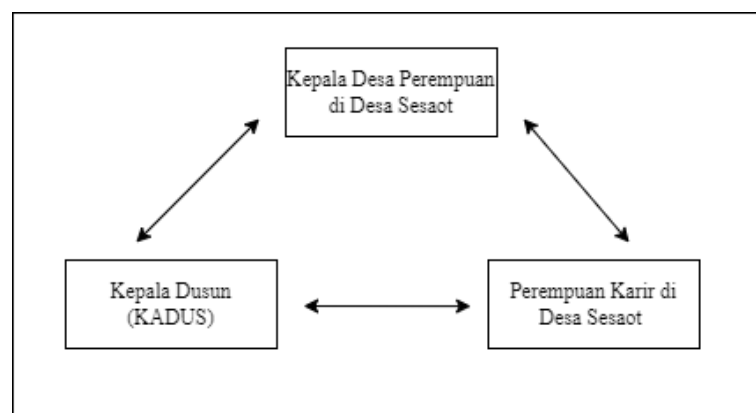 Kepala Desa Perempuan
di Desa Sesaot
Kepala Dusun
(KADUS)
Perempuan Karir di
Desa Sesaot